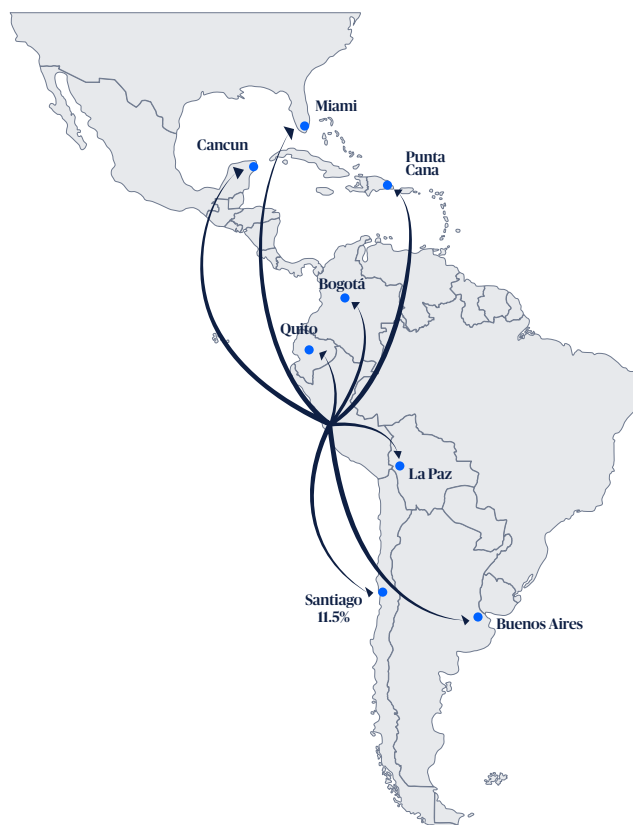 Miami
Cancun
Punta
Cana
Bogotá
Quito
La Paz
Santiago
11.5%
Buenos Aires